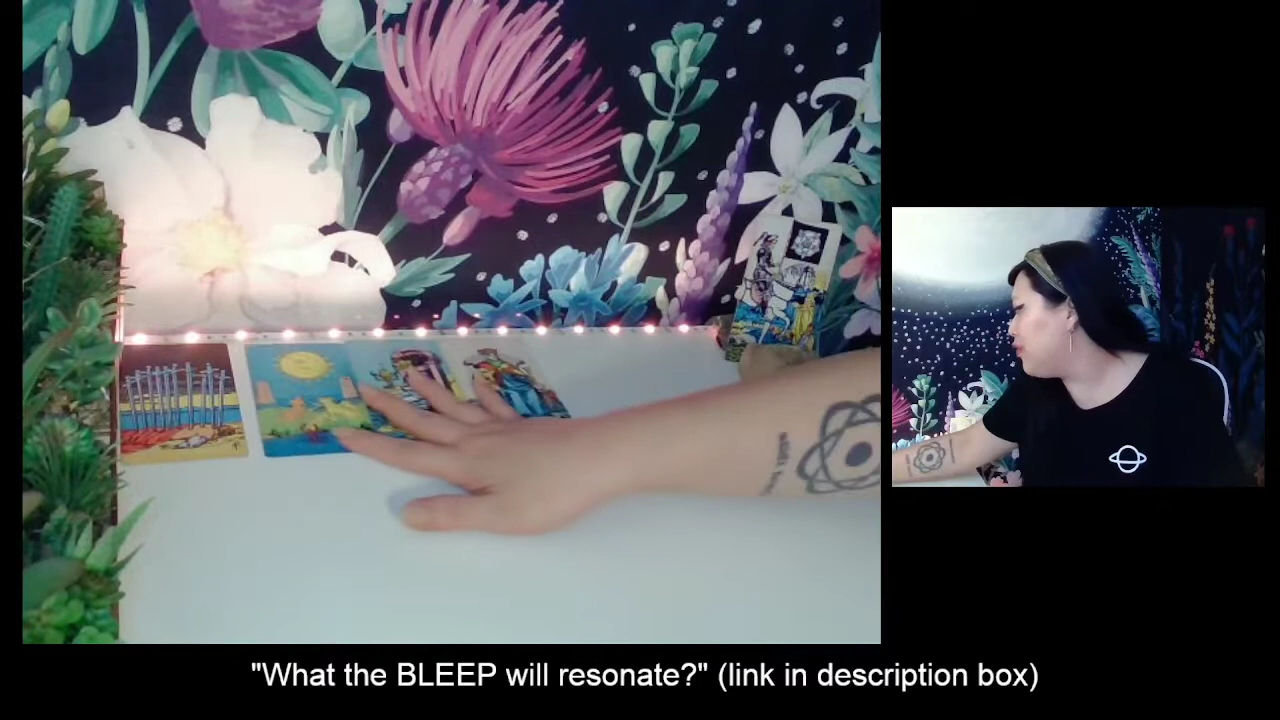 "What the BLEEP will resonate?" (link in description box)